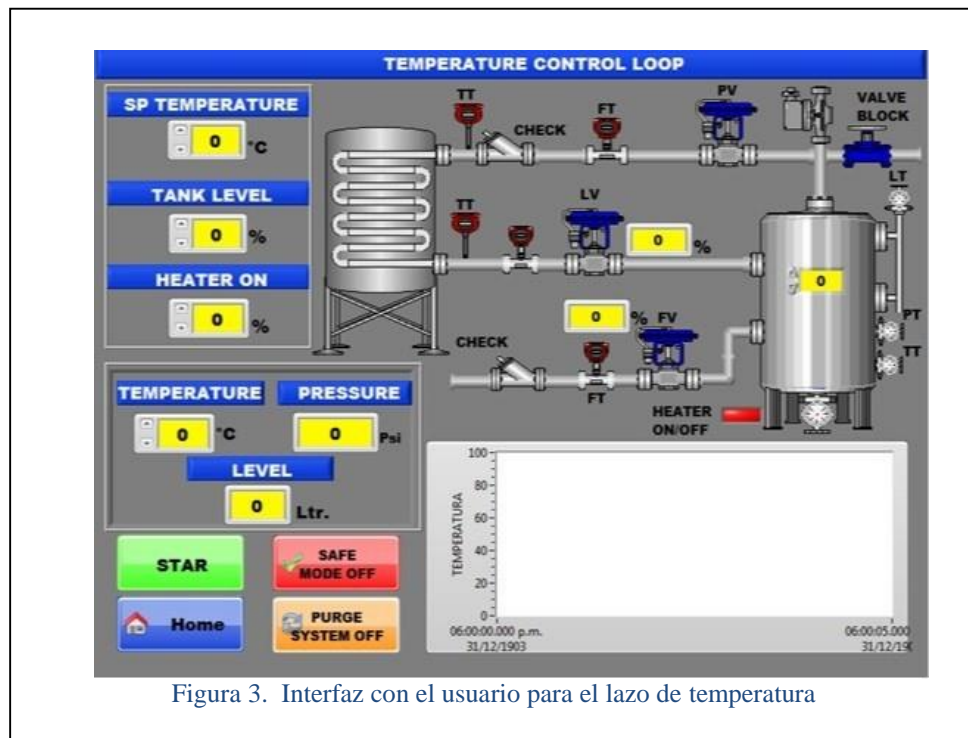 TEMPERATURE CONTROL LOOP
SP TEMPERATURE
0 °C
TANK LEVEL
0 %
HEATER ON
0 %
TT
CHECK
FT
PV
VALVE
BLOCK
LT
TT
LV
0 %
0
0 %
FV
CHECK
FT
PT
TT
HEATER
ON/OFF
TEMPERATURE
0 °C
PRESSURE
0 Psi
LEVEL
0 Ltr.
STAR
SAFE
MODE OFF
Home
PURGE
SYSTEM OFF
TEMPERATURA
100
80
60
40
20
0
06:00:00.000 p.m.
31/12/1903
06:00:05.000
31/12/190
Figura 3. Interfaz con el usuario para el lazo de temperatura